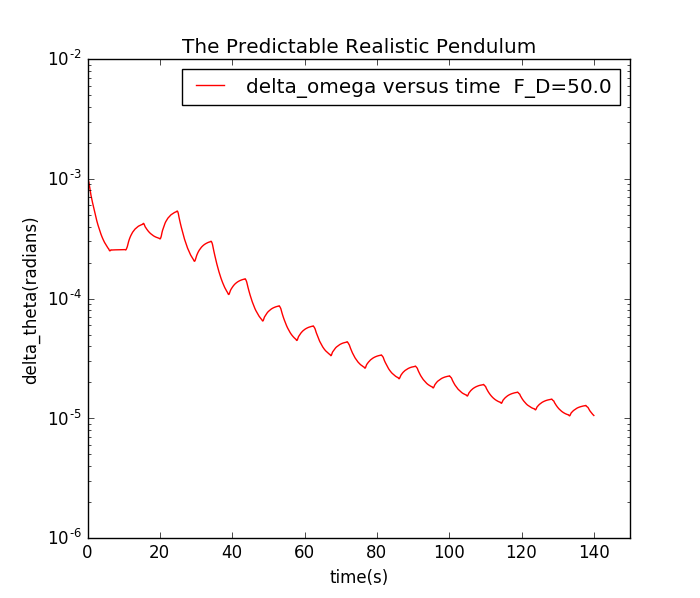 The Predictable Realistic Pendulum
delta_omega versus time  F_D=50.0
delta_theta(radians)
10^-2
10^-3
10^-4
10^-5
10^-6
0 20 40 60 80 100 120 140
time(s)